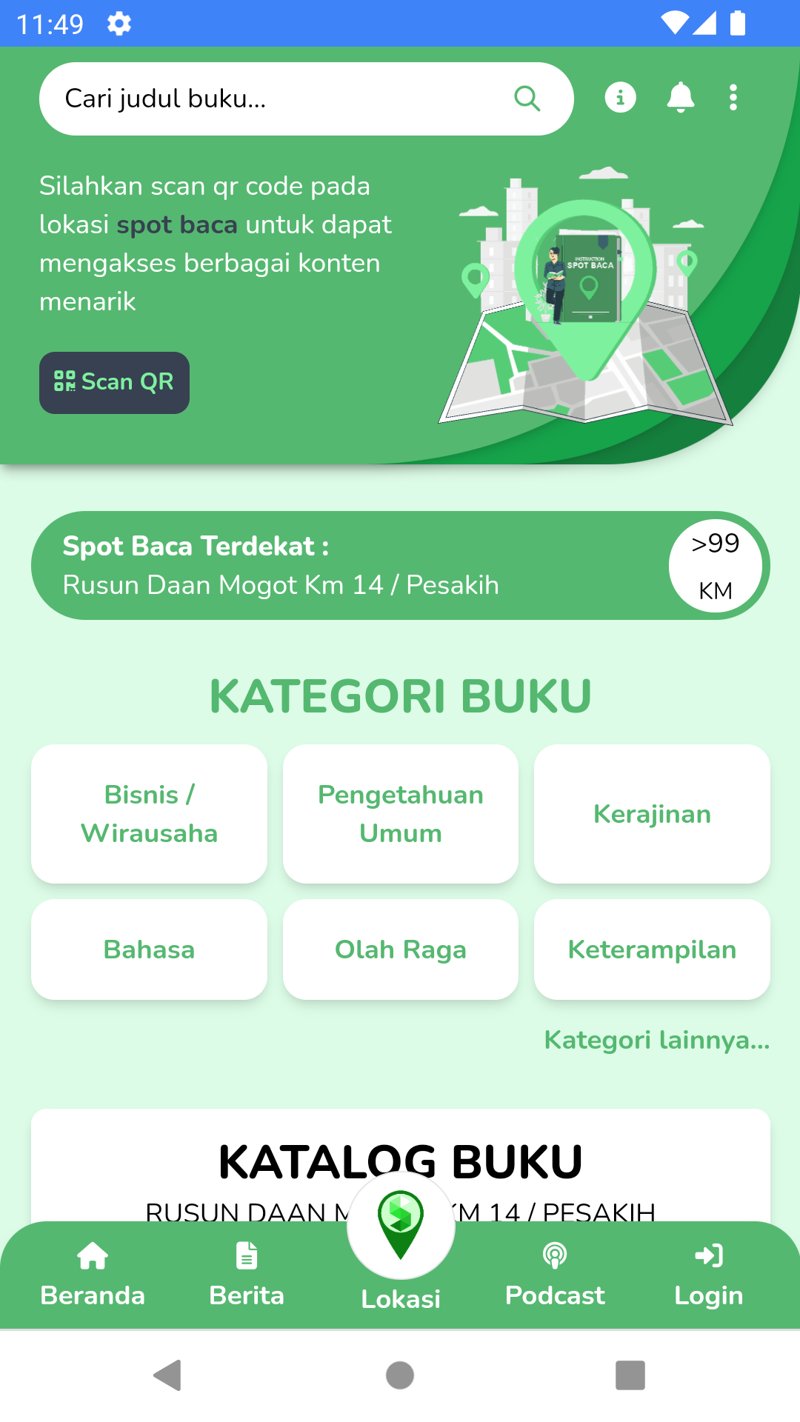 11:49
Cari judul buku...
Silahkan scan qr code pada
lokasi spot baca untuk dapat
mengakses berbagai konten
menarik
INSTRUCTION
SPOT BACA
Scan QR
Spot Baca Terdekat :
Rusun Daan Mogot Km 14 / Pesakih
>99
KM
KATEGORI BUKU
Bisnis /
Wirausaha
Pengetahuan
Umum
Kerajinan
Bahasa
Olah Raga
Keterampilan
Kategori lainnya...
KATALOG BUKU
RUSUN DAAN M KM 14 / PESAKIH
Beranda
Berita
Lokasi
Podcast
Login